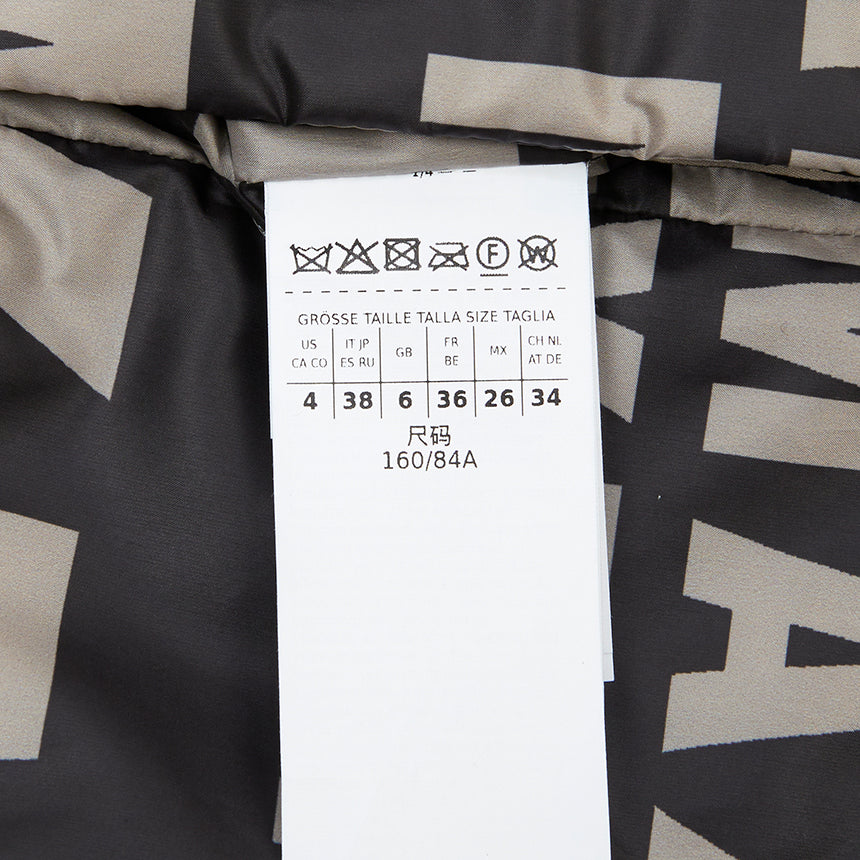 F W
GRÖSSE TAILLE TALLA SIZE TAGLIA
US IT JP GB FR MX CH NL
CA CO ES RU BE AT DE
4 38 6 36 26 34
尺码
160/84A